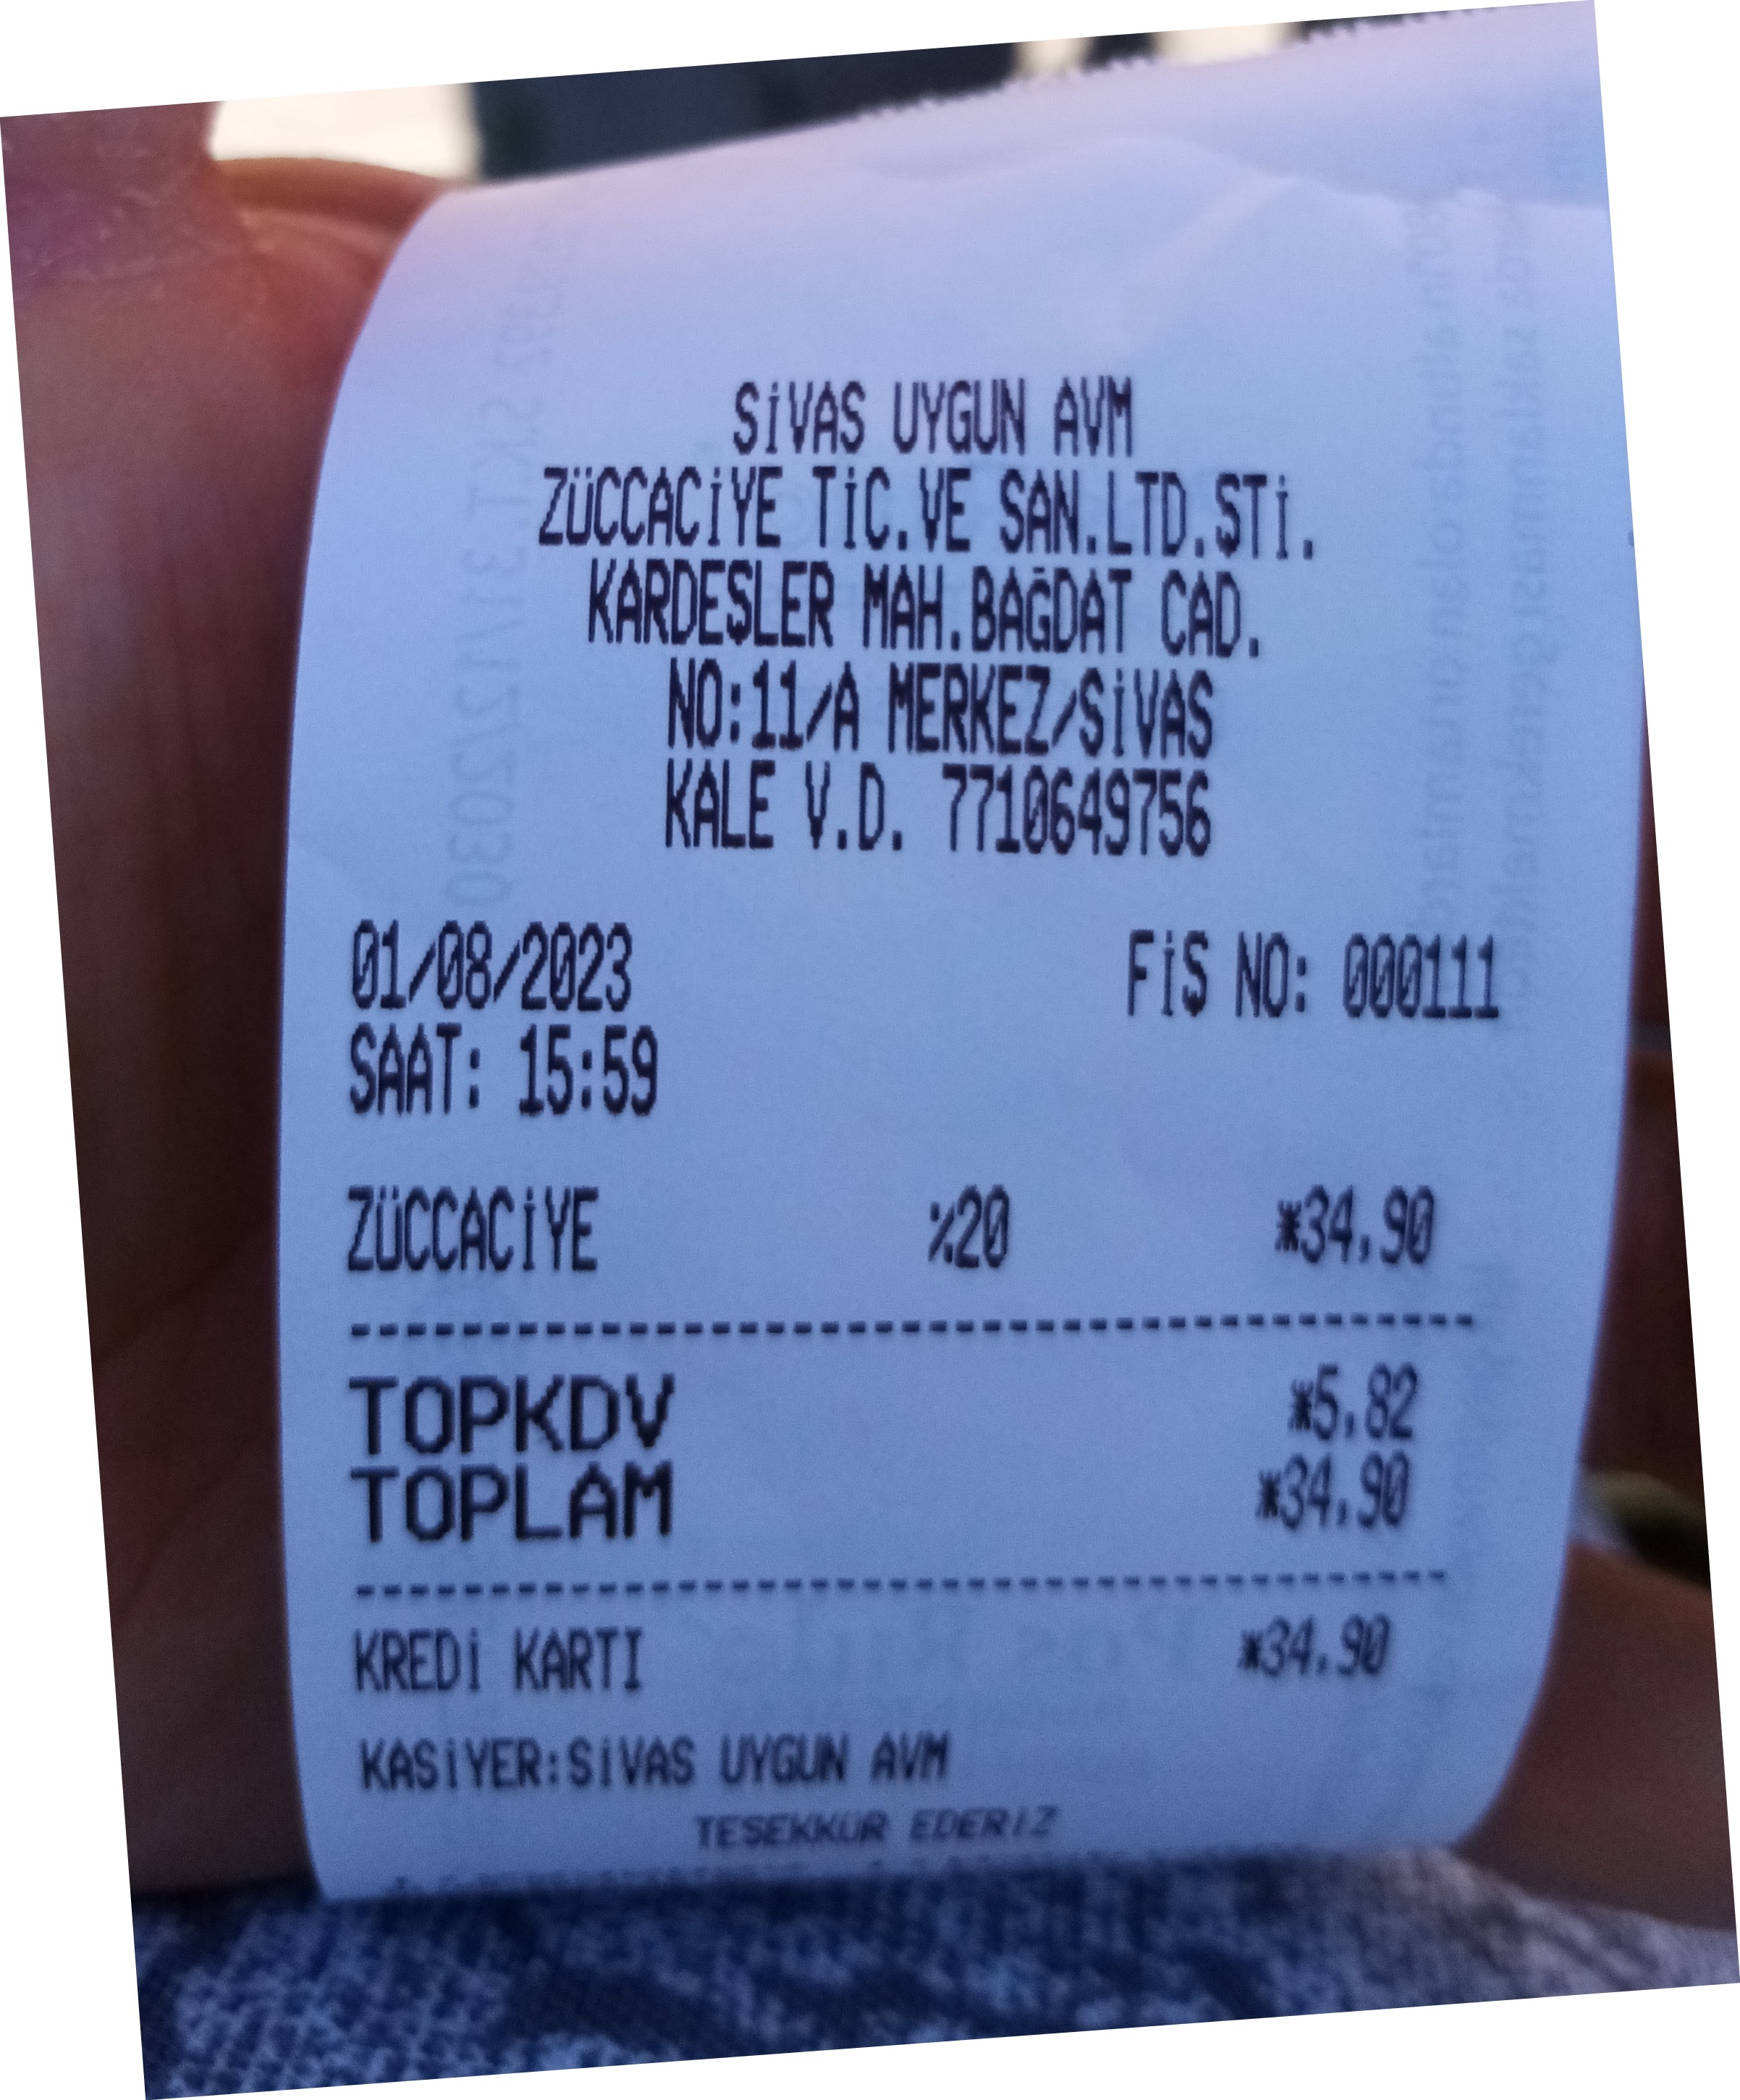 SİVAS UYGUN AVM
ZÜCCACİYE TİC.VE SAN.LTD.ŞTİ.
KARDEŞLER MAH.BAĞDAT CAD.
NO:11/A MERKEZ/SİVAS
KALE V.D. 7710649756
01/08/2023 FİŞ NO: 000111
SAAT: 15:59
ZÜCCACİYE %20 *34,90
TOPKDV *5,82
TOPLAM *34,90
KREDİ KARTI *34,90
KASİYER:SİVAS UYGUN AVM
TEŞEKKÜR EDERİZ